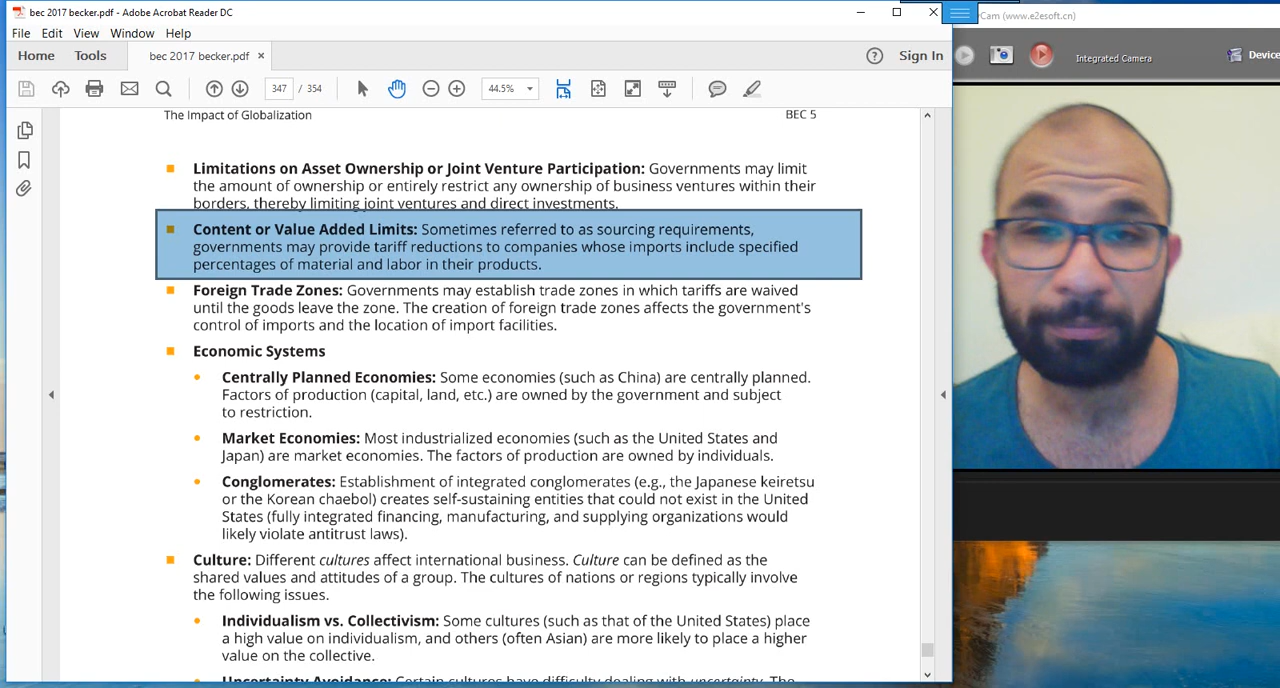 bec 2017 becker.pdf - Adobe Acrobat Reader DC
Cam (www.e2esoft.cn)
File Edit View Window Help
Home Tools bec 2017 becker.pdf × ? Sign In
Integrated Camera
Device
347 / 354 44.5%
The Impact of Globalization BEC 5
Limitations on Asset Ownership or Joint Venture Participation: Governments may limit
the amount of ownership or entirely restrict any ownership of business ventures within their
borders, thereby limiting joint ventures and direct investments.
Content or Value Added Limits: Sometimes referred to as sourcing requirements,
governments may provide tariff reductions to companies whose imports include specified
percentages of material and labor in their products.
Foreign Trade Zones: Governments may establish trade zones in which tariffs are waived
until the goods leave the zone. The creation of foreign trade zones affects the government's
control of imports and the location of import facilities.
Economic Systems
Centrally Planned Economies: Some economies (such as China) are centrally planned.
Factors of production (capital, land, etc.) are owned by the government and subject
to restriction.
Market Economies: Most industrialized economies (such as the United States and
Japan) are market economies. The factors of production are owned by individuals.
Conglomerates: Establishment of integrated conglomerates (e.g., the Japanese keiretsu
or the Korean chaebol) creates self-sustaining entities that could not exist in the United
States (fully integrated financing, manufacturing, and supplying organizations would
likely violate antitrust laws).
Culture: Different cultures affect international business. Culture can be defined as the
shared values and attitudes of a group. The cultures of nations or regions typically involve
the following issues.
Individualism vs. Collectivism: Some cultures (such as that of the United States) place
a high value on individualism, and others (often Asian) are more likely to place a higher
value on the collective.
Uncertainty Avoidance: Certain cultures have difficulty dealing with uncertainty. The